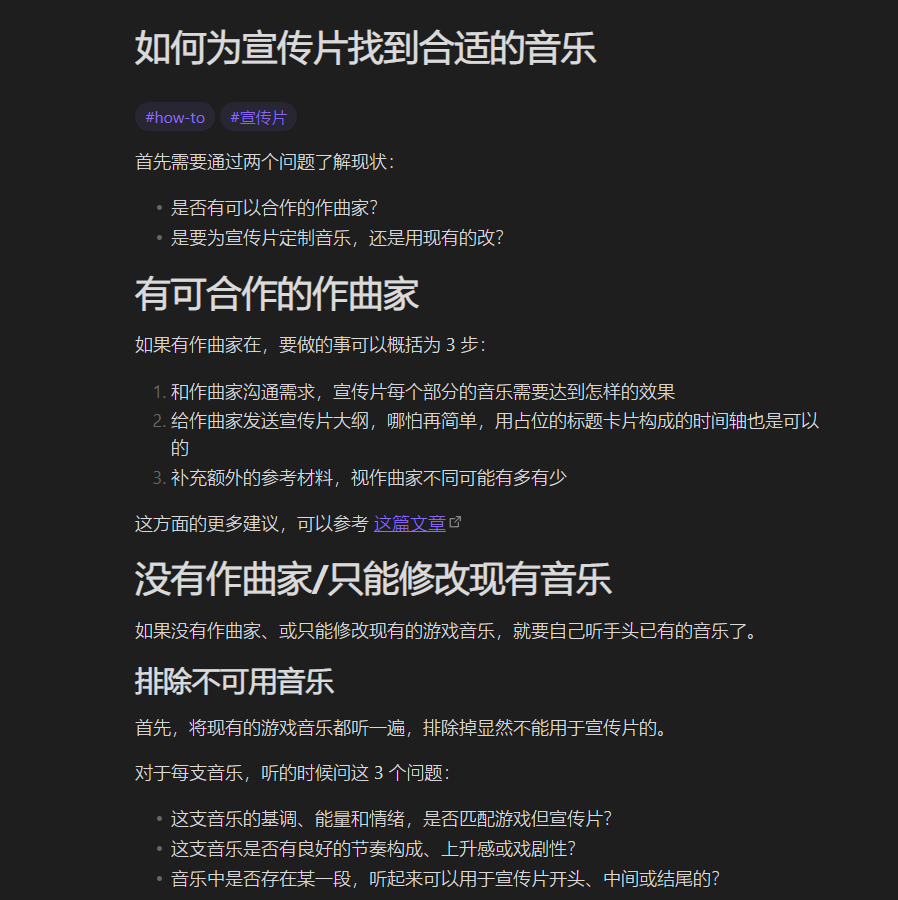 如何为宣传片找到合适的音乐
#how-to #宣传片
首先需要通过两个问题了解现状：
• 是否有可以合作的作曲家？
• 是要为宣传片定制音乐，还是用现有的改？
有可合作的作曲家
如果有作曲家在，要做的事可以概括为 3 步：
1. 和作曲家沟通需求，宣传片每个部分的音乐需要达到怎样的效果
2. 给作曲家发送宣传片大纲，哪怕再简单，用占位的标题卡片构成的时间轴也是可以
的
3. 补充额外的参考材料，视作曲家不同可能有多有少
这方面的更多建议，可以参考 这篇文章
没有作曲家/只能修改现有音乐
如果没有作曲家、或只能修改现有的游戏音乐，就要自己听手头已有的音乐了。
排除不可用音乐
首先，将现有的游戏音乐都听一遍，排除掉显然不能用于宣传片的。
对于每支音乐，听的时候问这 3 个问题：
• 这支音乐的基调、能量和情绪，是否匹配游戏但宣传片？
• 这支音乐是否有良好的节奏构成、上升感或戏剧性？
• 音乐中是否存在某一段，听起来可以用于宣传片开头、中间或结尾的？